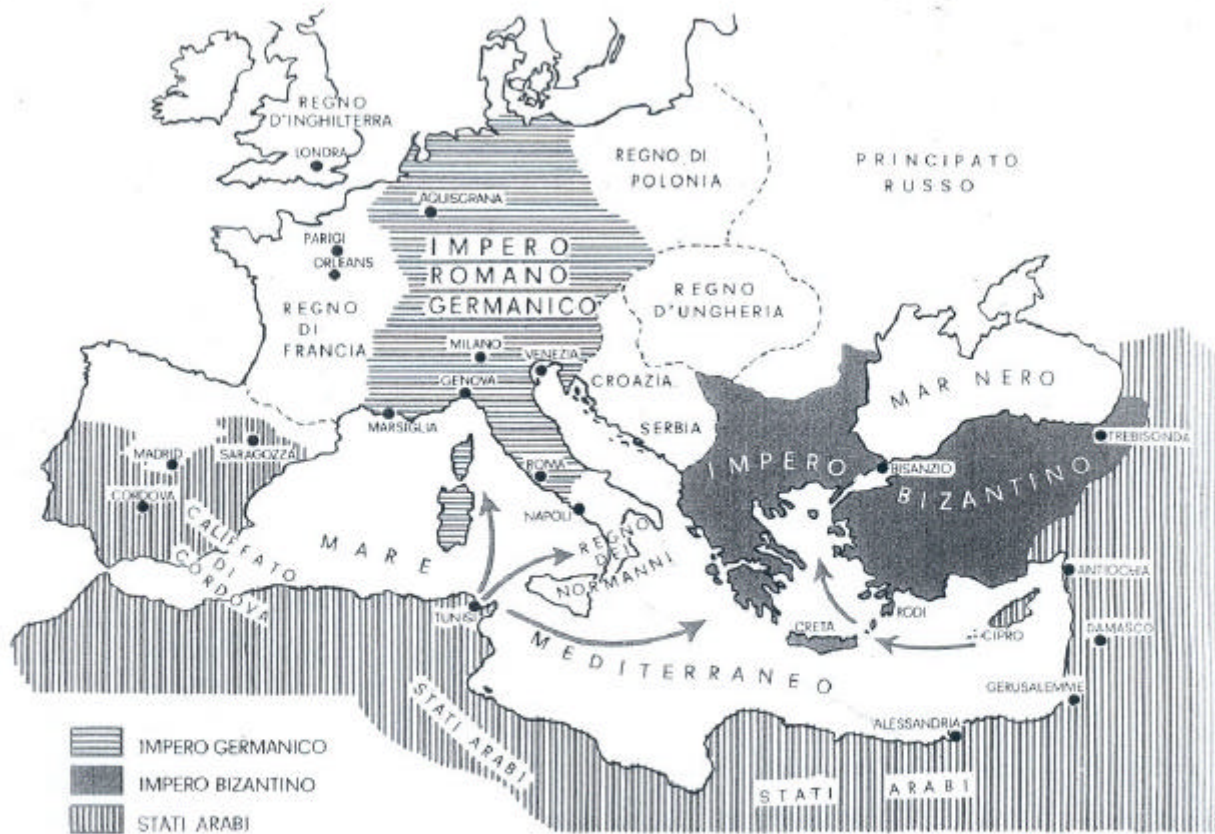 REGNO
D'INGHILTERRA
LONDRA
REGNO DI
POLONIA
PRINCIPATO
RUSSO
AQUISGRANA
PARIGI
ORLEANS
IMPERO
ROMANO
GERMANICO
REGNO
D'UNGHERIA
REGNO
DI
FRANCIA
MILANO
VENEZIA
GENOVA
CROAZIA
MAR NERO
MARSIGLIA
SERBIA
MADRID
SARAGOZZA
ROMA
IMPERO
BIZANTINO
BISANZIO
TREBISONDA
CORDOVA
NAPOLI
CALIFFATO
DI
CORDOVA
MARE
MEDITERRANEO
REGNO
DEI
NORMANNI
TUNISI
ANTIOCHIA
RODI
CRETA
CIPRO
DAMASCO
GERUSALEMME
ALESSANDRIA
STATI ARABI
STATI ARABI
IMPERO GERMANICO
IMPERO BIZANTINO
STATI ARABI